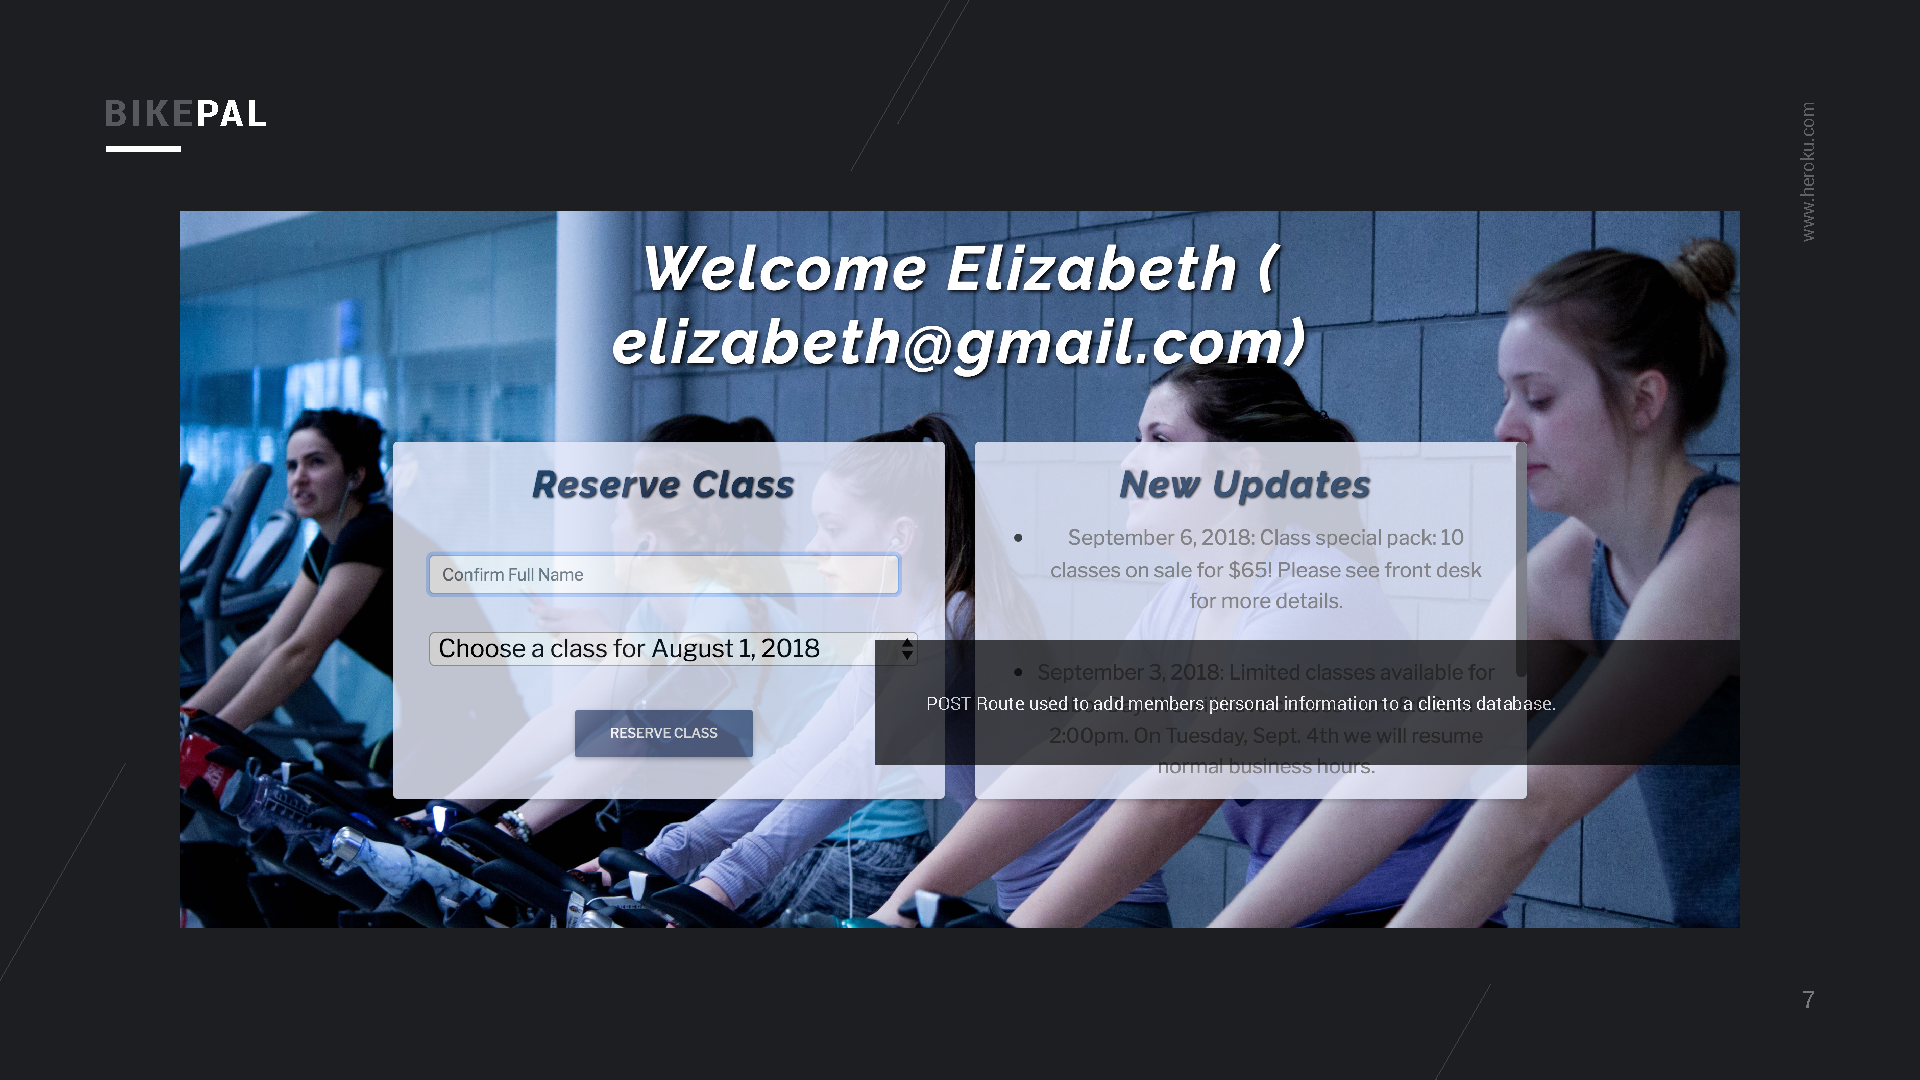 BIKEPAL
www.heroku.com
Welcome Elizabeth (
elizabeth@gmail.com)
Reserve Class
Confirm Full Name
Choose a class for August 1, 2018
RESERVE CLASS
New Updates
• September 6, 2018: Class special pack: 10
classes on sale for $65! Please see front desk
for more details.
• September 3, 2018: Limited classes available for
POST Route used to add members personal information to a clients database.
2:00pm. On Tuesday, Sept. 4th we will resume
normal business hours.
7